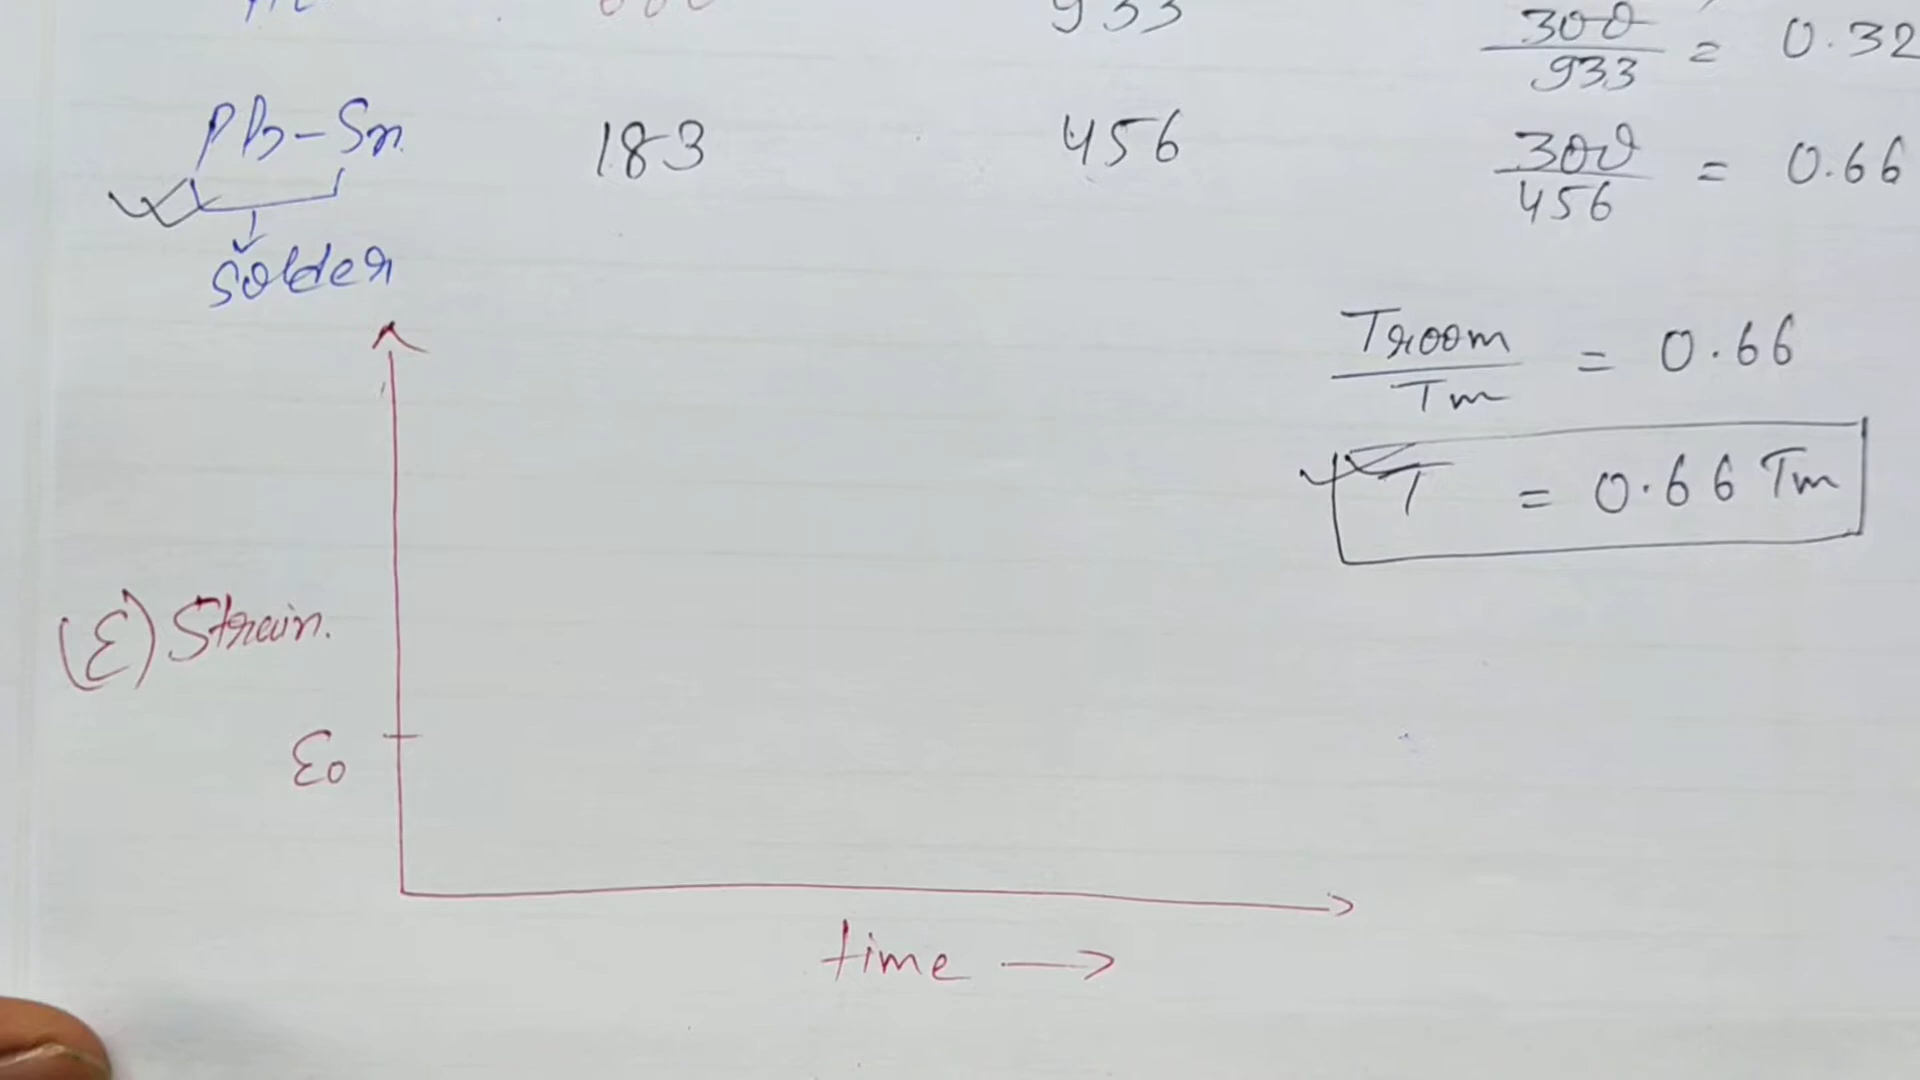 933
300/933 = 0.32
Pb-Sn 183 456
300/456 = 0.66
Solder
Troom/Tm = 0.66
T = 0.66 Tm
(ε) Strain.
ε0
time →